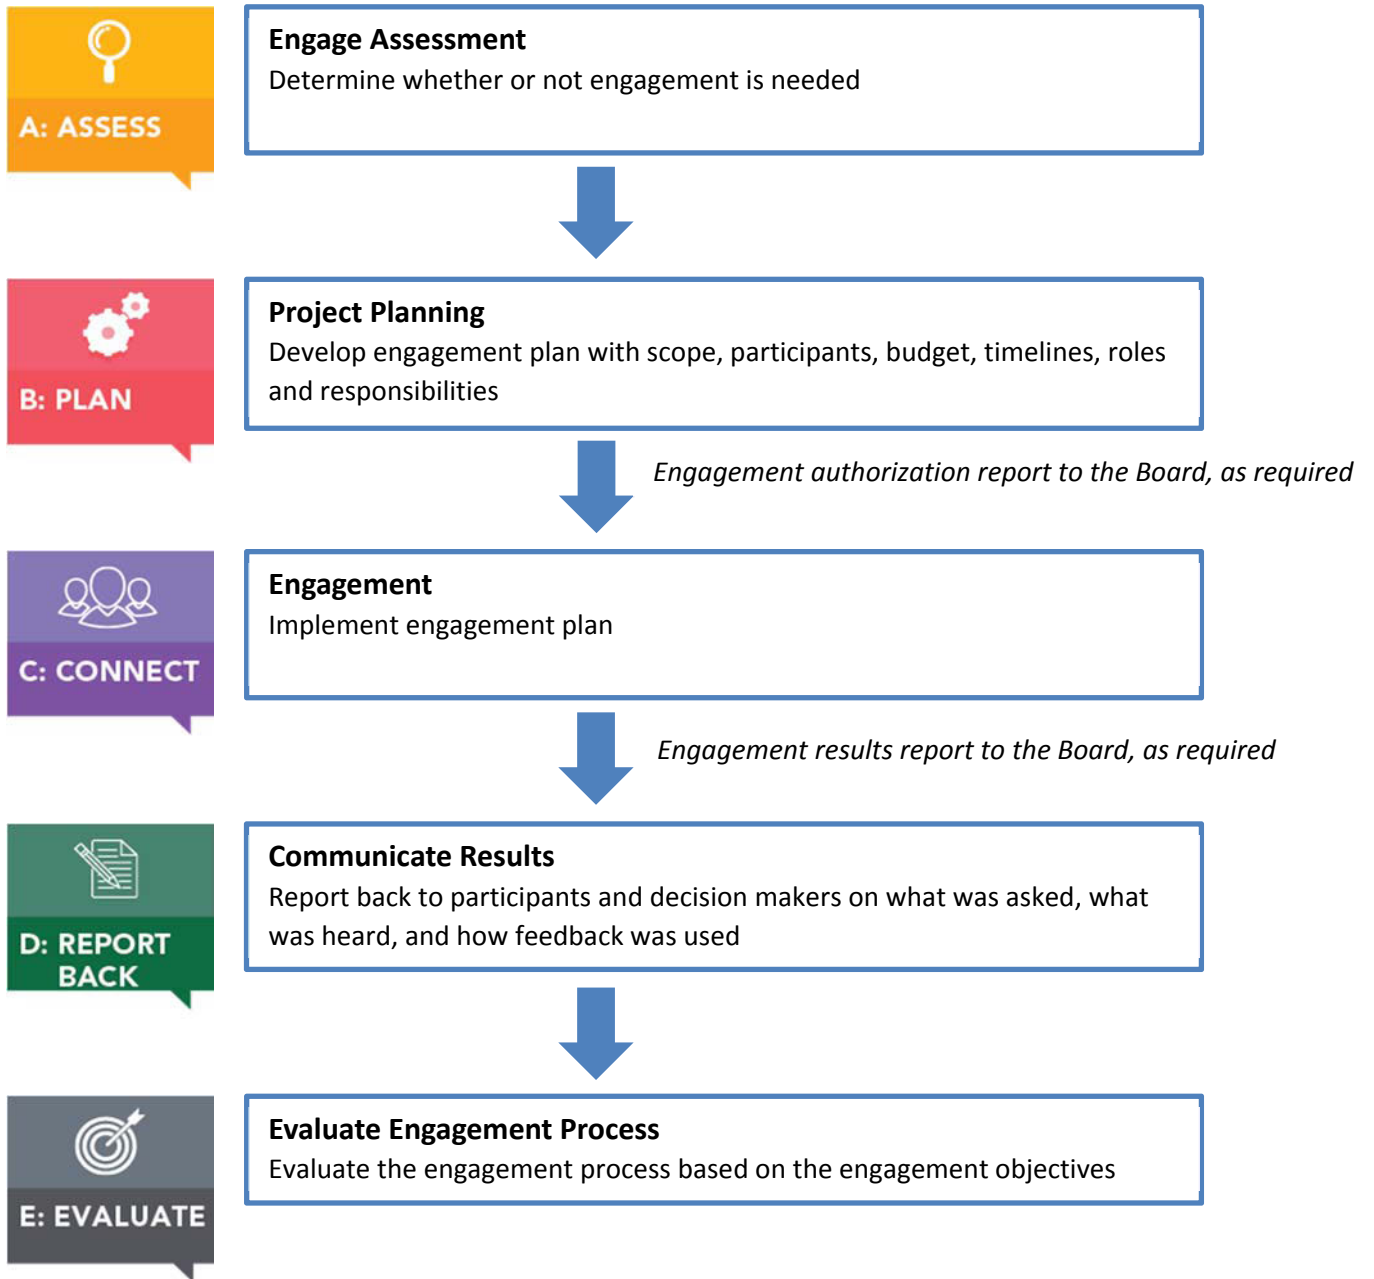 A: ASSESS
Engage Assessment
Determine whether or not engagement is needed
B: PLAN
Project Planning
Develop engagement plan with scope, participants, budget, timelines, roles
and responsibilities
Engagement authorization report to the Board, as required
C: CONNECT
Engagement
Implement engagement plan
Engagement results report to the Board, as required
D: REPORT
BACK
Communicate Results
Report back to participants and decision makers on what was asked, what
was heard, and how feedback was used
E: EVALUATE
Evaluate Engagement Process
Evaluate the engagement process based on the engagement objectives